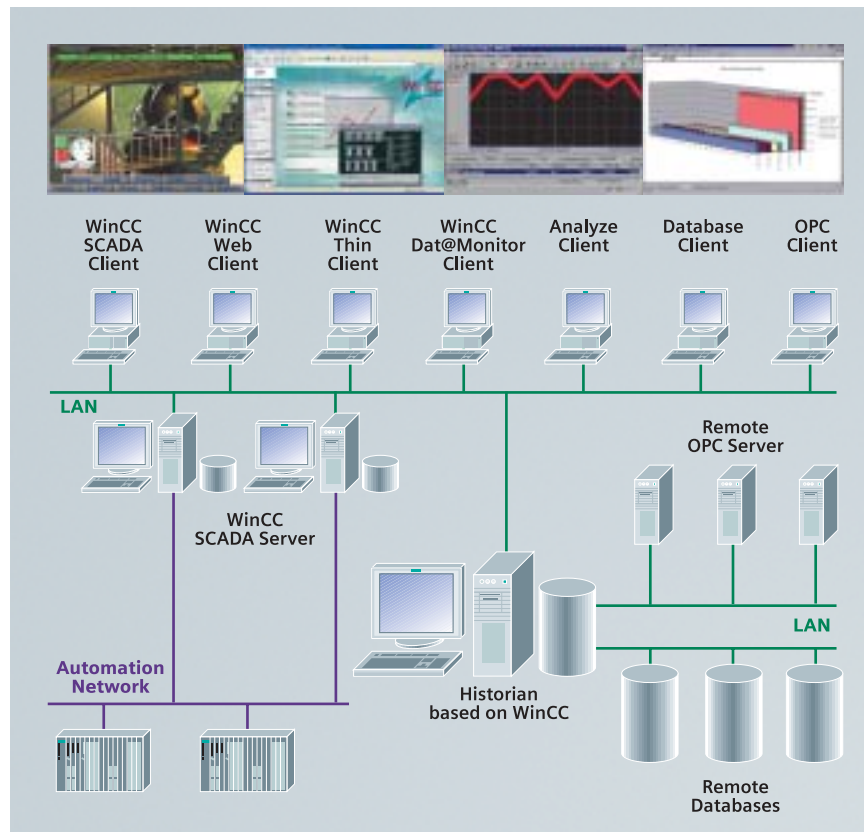 WinCC
SCADA
Client
WinCC
Web
Client
WinCC
Thin
Client
WinCC
Dat@Monitor
Client
Analyze
Client
Database
Client
OPC
Client
LAN
WinCC
SCADA Server
Remote
OPC Server
LAN
Automation
Network
Historian
based on WinCC
Remote
Databases